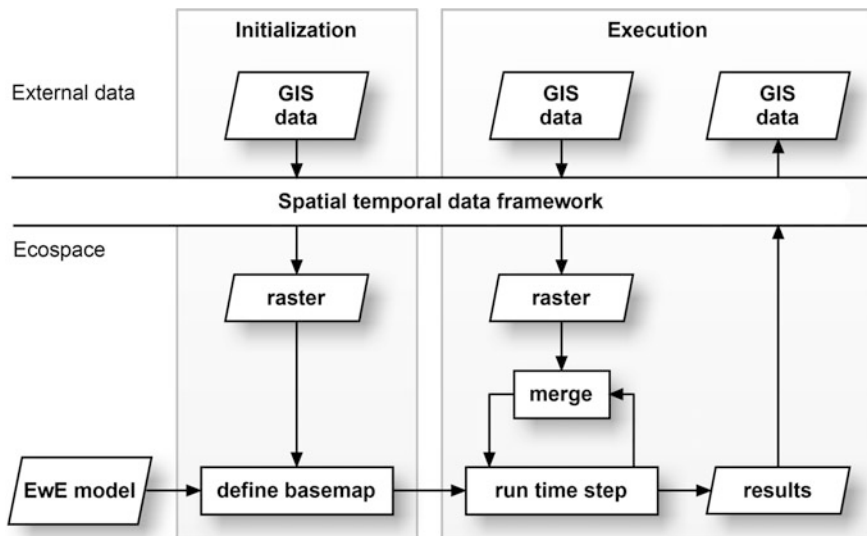 Initialization
Execution
External data
GIS
data
GIS
data
GIS
data
Spatial temporal data framework
Ecospace
raster
raster
merge
EwE model
define basemap
run time step
results